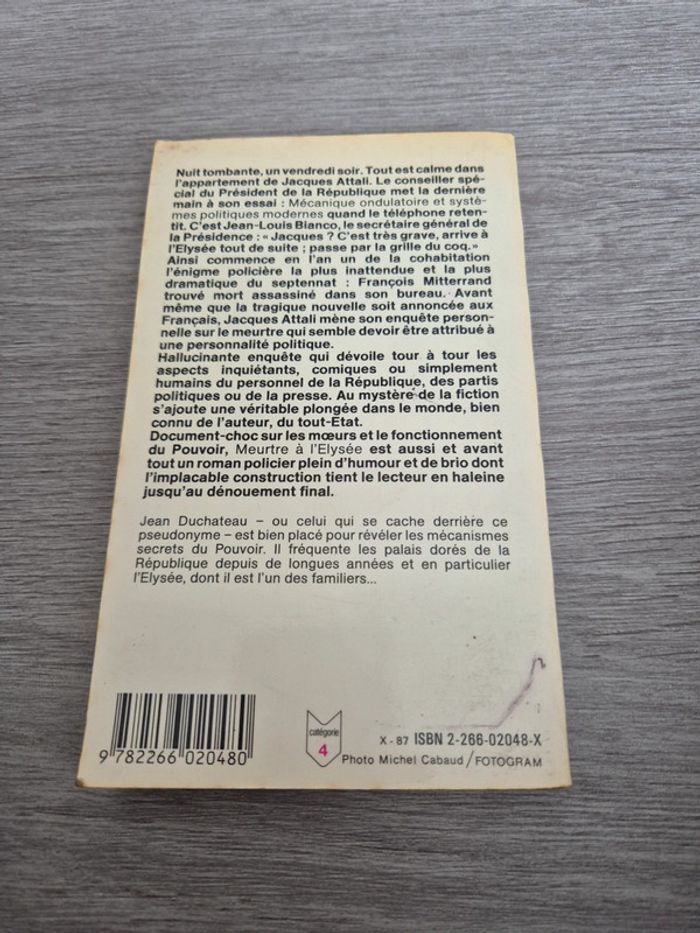 Nuit tombante, un vendredi soir. Tout est calme dans
l'appartement de Jacques Attali. Le conseiller spé-
cial du Président de la République met la dernière
main à son essai : Mécanique ondulatoire et systè-
mes politiques modernes quand le téléphone reten-
tit. C'est Jean-Louis Bianco, le secrétaire général de
la Présidence : « Jacques ? C'est très grave, arrive à
l'Elysée tout de suite ; passe par la grille du coq.»
Ainsi commence en l'an un de la cohabitation
l'énigme policière la plus inattendue et la plus
dramatique du septennat : François Mitterrand
trouvé mort assassiné dans son bureau. Avant
même que la tragique nouvelle soit annoncée aux
Français, Jacques Attali mène son enquête person-
nelle sur le meurtre qui semble devoir être attribué à
une personnalité politique.
Hallucinante enquête qui dévoile tour à tour les
aspects inquiétants, comiques ou simplement
humains du personnel de la République, des partis
politiques ou de la presse. Au mystère de la fiction
s'ajoute une véritable plongée dans le monde, bien
connu de l'auteur, du tout-Etat.
Document-choc sur les mœurs et le fonctionnement
du Pouvoir, Meurtre à l'Elysée est aussi et avant
tout un roman policier plein d'humour et de brio dont
l'implacable construction tient le lecteur en haleine
jusqu'au dénouement final.
Jean Duchateau – ou celui qui se cache derrière ce
pseudonyme – est bien placé pour révéler les mécanismes
secrets du Pouvoir. Il fréquente les palais dorés de la
République depuis de longues années et en particulier
l'Elysée, dont il est l'un des familiers...
9 782266 020480
catégorie
4
X - 87 ISBN 2-266-02048-X
Photo Michel Cabaud / FOTOGRAM